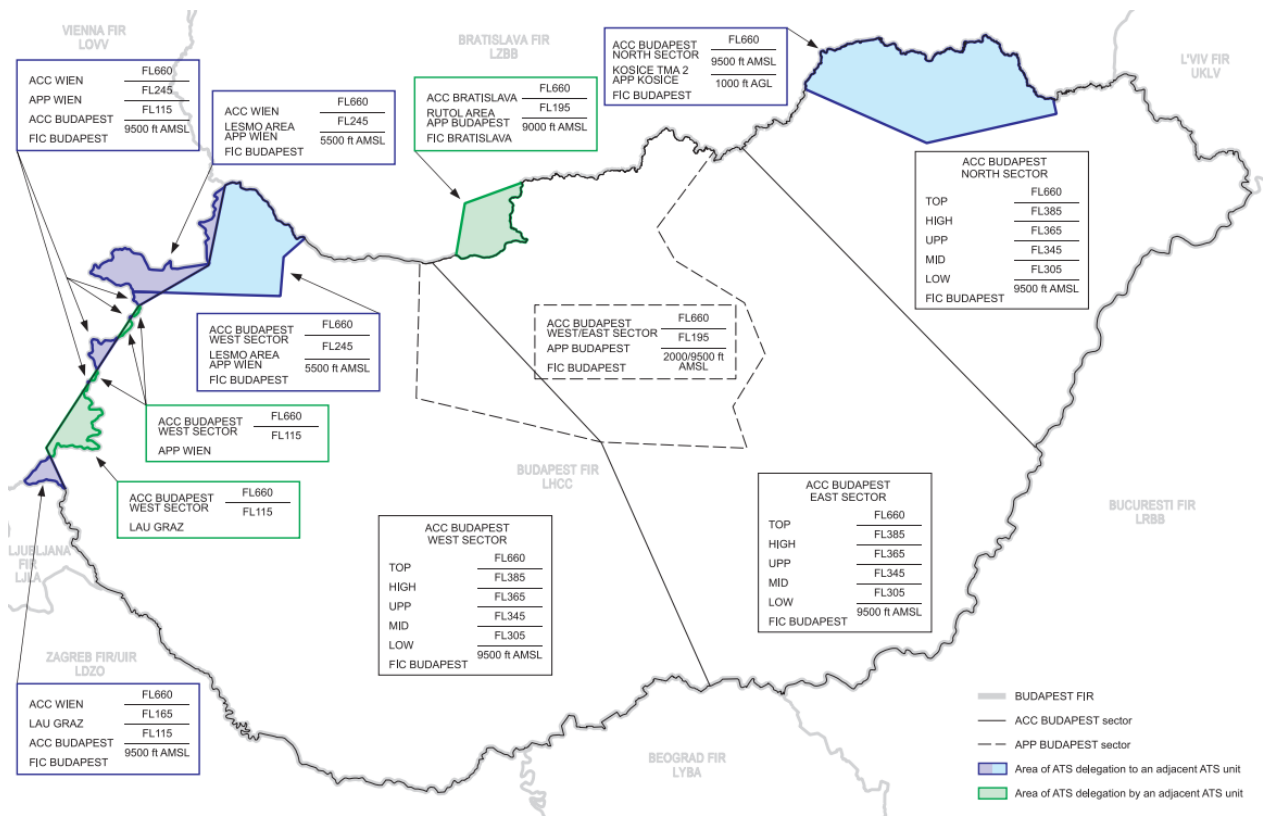 VIENNA FIR
LOVV
BRATISLAVA FIR
LZBB
L'VIV FIR
UKLV
FL660
ACC WIEN
FL245
APP WIEN
FL115
ACC BUDAPEST
9500 ft AMSL
FIC BUDAPEST
FL660
ACC WIEN
FL245
LESMO AREA
APP WIEN
5500 ft AMSL
FIC BUDAPEST
FL660
ACC BRATISLAVA
FL195
RUTOL AREA
APP BUDAPEST
9000 ft AMSL
FIC BRATISLAVA
FL660
ACC BUDAPEST
NORTH SECTOR
9500 ft AMSL
KOSICE TMA 2
APP KOSICE
1000 ft AGL
FIC BUDAPEST
ACC BUDAPEST
NORTH SECTOR
FL660
TOP
FL385
HIGH
FL365
UPP
FL345
MID
FL305
LOW
9500 ft AMSL
FIC BUDAPEST
FL660
ACC BUDAPEST
WEST SECTOR
FL245
LESMO AREA
APP WIEN
5500 ft AMSL
FIC BUDAPEST
FL660
ACC BUDAPEST
WEST/EAST SECTOR
FL195
APP BUDAPEST
2000/9500 ft
AMSL
FIC BUDAPEST
FL660
ACC BUDAPEST
WEST SECTOR
FL115
APP WIEN
FL660
ACC BUDAPEST
WEST SECTOR
FL115
LAU GRAZ
BUDAPEST FIR
LHCC
BUCURESTI FIR
LRBB
LJUBLJANA
FIR
LJLA
ACC BUDAPEST
WEST SECTOR
FL660
TOP
FL385
HIGH
FL365
UPP
FL345
MID
FL305
LOW
9500 ft AMSL
FIC BUDAPEST
ACC BUDAPEST
EAST SECTOR
FL660
TOP
FL385
HIGH
FL365
UPP
FL345
MID
FL305
LOW
9500 ft AMSL
FIC BUDAPEST
ZAGREB FIR/UIR
LDZO
FL660
ACC WIEN
FL165
LAU GRAZ
FL115
ACC BUDAPEST
9500 ft AMSL
FIC BUDAPEST
BEOGRAD FIR
LYBA
BUDAPEST FIR
ACC BUDAPEST sector
APP BUDAPEST sector
Area of ATS delegation to an adjacent ATS unit
Area of ATS delegation by an adjacent ATS unit